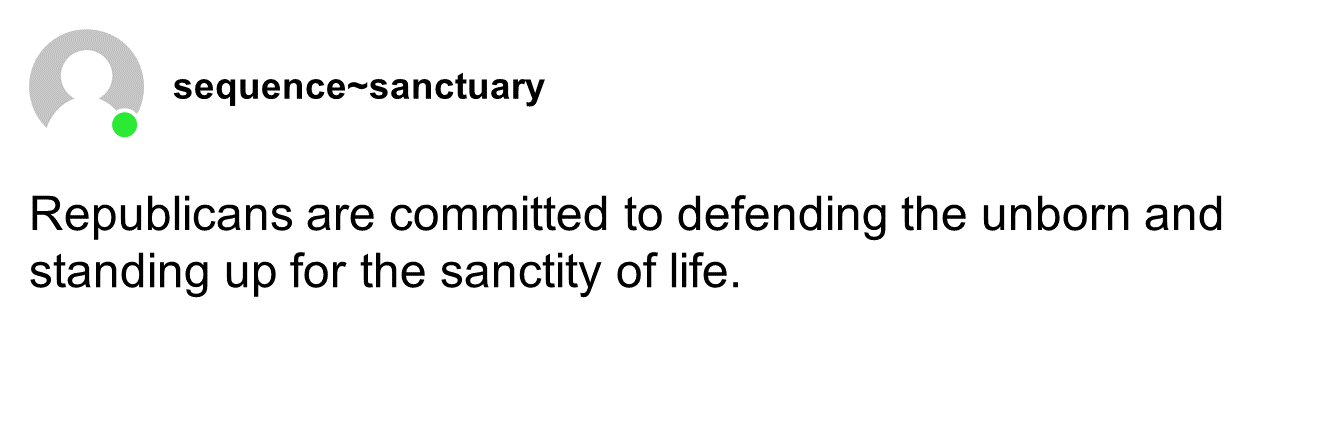 sequence~sanctuary
Republicans are committed to defending the unborn and
standing up for the sanctity of life.